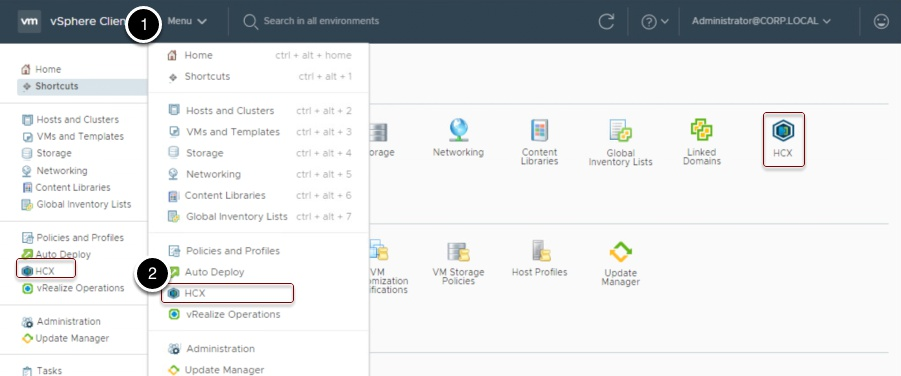 vm vSphere Clien 1 Menu Search in all environments Administrator@CORP.LOCAL
Home
Shortcuts
Hosts and Clusters
VMs and Templates
Storage
Networking
Content Libraries
Global Inventory Lists
Policies and Profiles
Auto Deploy
HCX
vRealize Operations
Administration
Update Manager
Tasks
Home ctrl + alt + home
Shortcuts ctrl + alt + 1
Hosts and Clusters ctrl + alt + 2
VMs and Templates ctrl + alt + 3
Storage ctrl + alt + 4
Networking ctrl + alt + 5
Content Libraries ctrl + alt + 6
Global Inventory Lists ctrl + alt + 7
Policies and Profiles
2 Auto Deploy
HCX
vRealize Operations
Administration
Update Manager
orage
Networking
Content
Libraries
Global
Inventory Lists
Linked
Domains
HCX
VM
omization
ifications
VM Storage
Policies
Host Profiles
Update
Manager